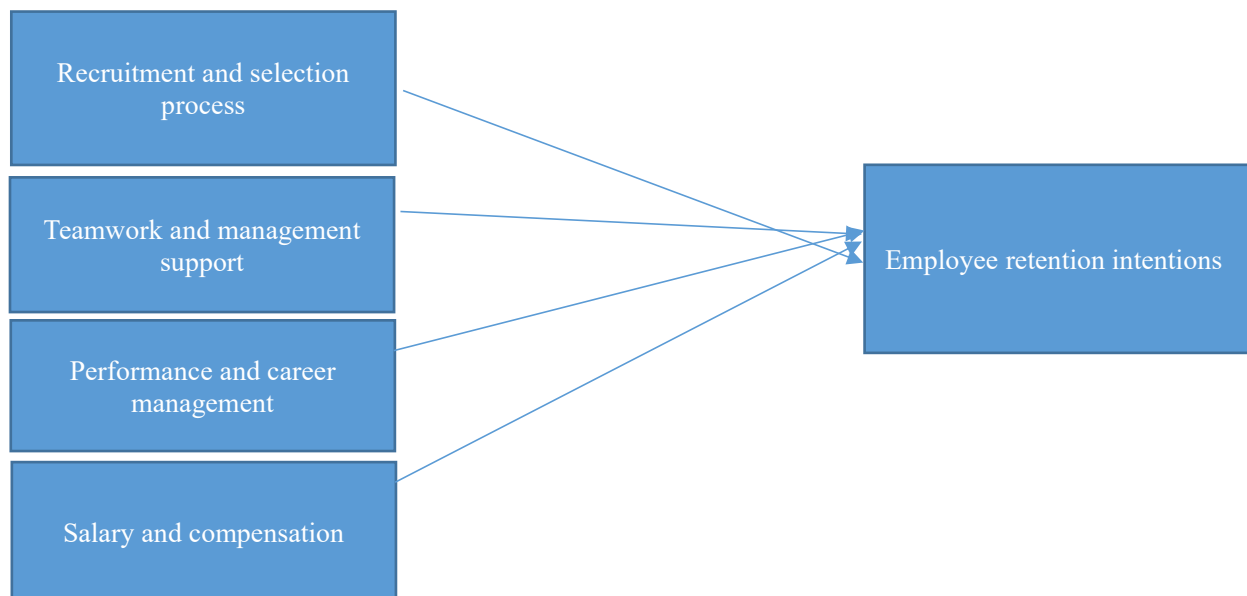 Recruitment and selection
process
Teamwork and management
support
Employee retention intentions
Performance and career
management
Salary and compensation